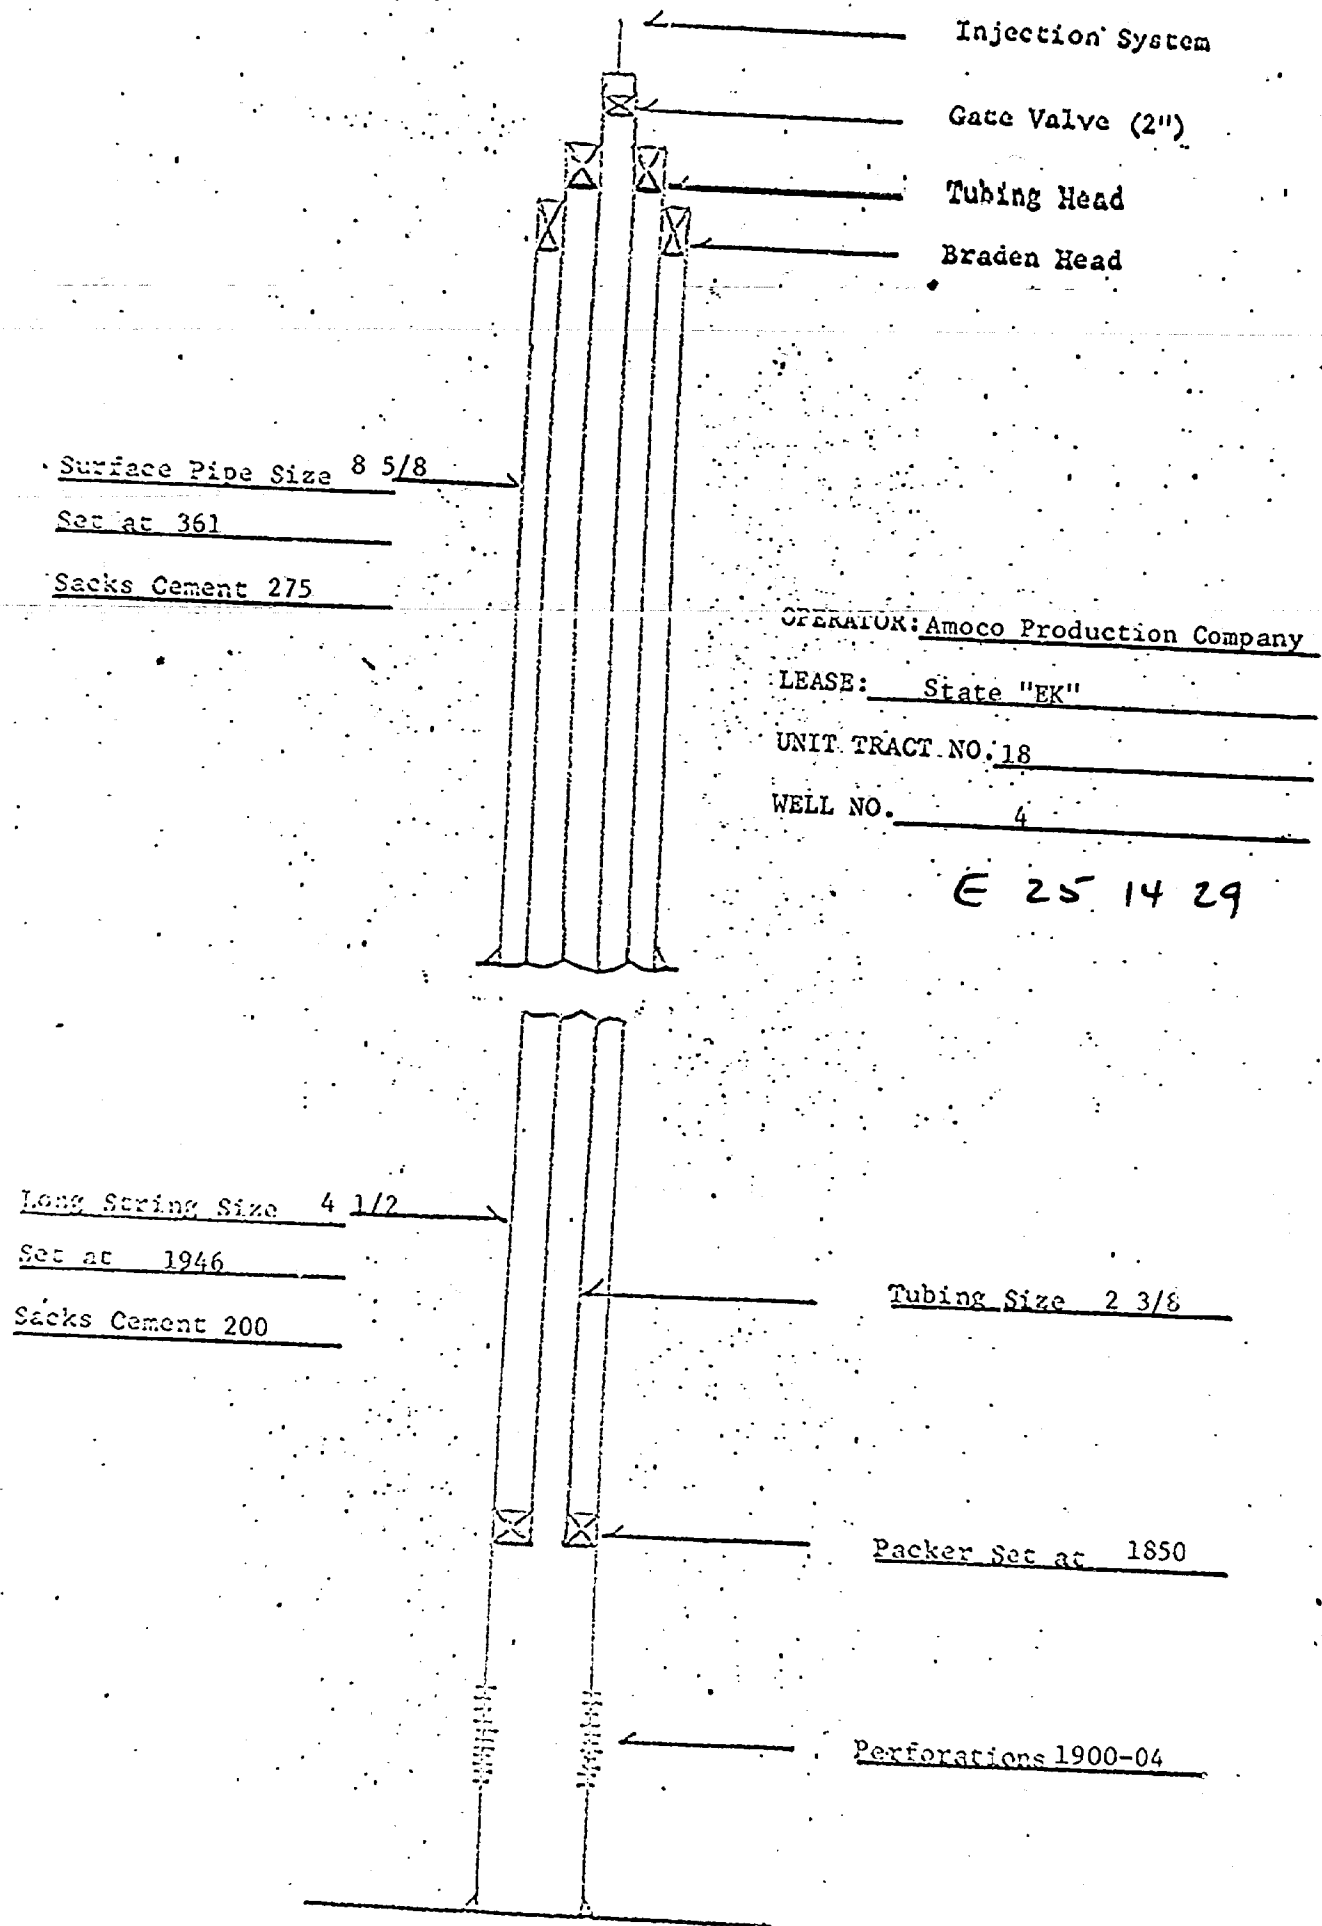 Injection System
Gate Valve (2")
Tubing Head
Braden Head
Surface Pipe Size 8 5/8
Set at 361
Sacks Cement 275
OPERATOR: Amoco Production Company
LEASE: State "EK"
UNIT TRACT NO. 18
WELL NO. 4
E 25 14 29
Long String Size 4 1/2
Set at 1946
Sacks Cement 200
Tubing Size 2 3/8
Packer Set at 1850
Perforations 1900-04